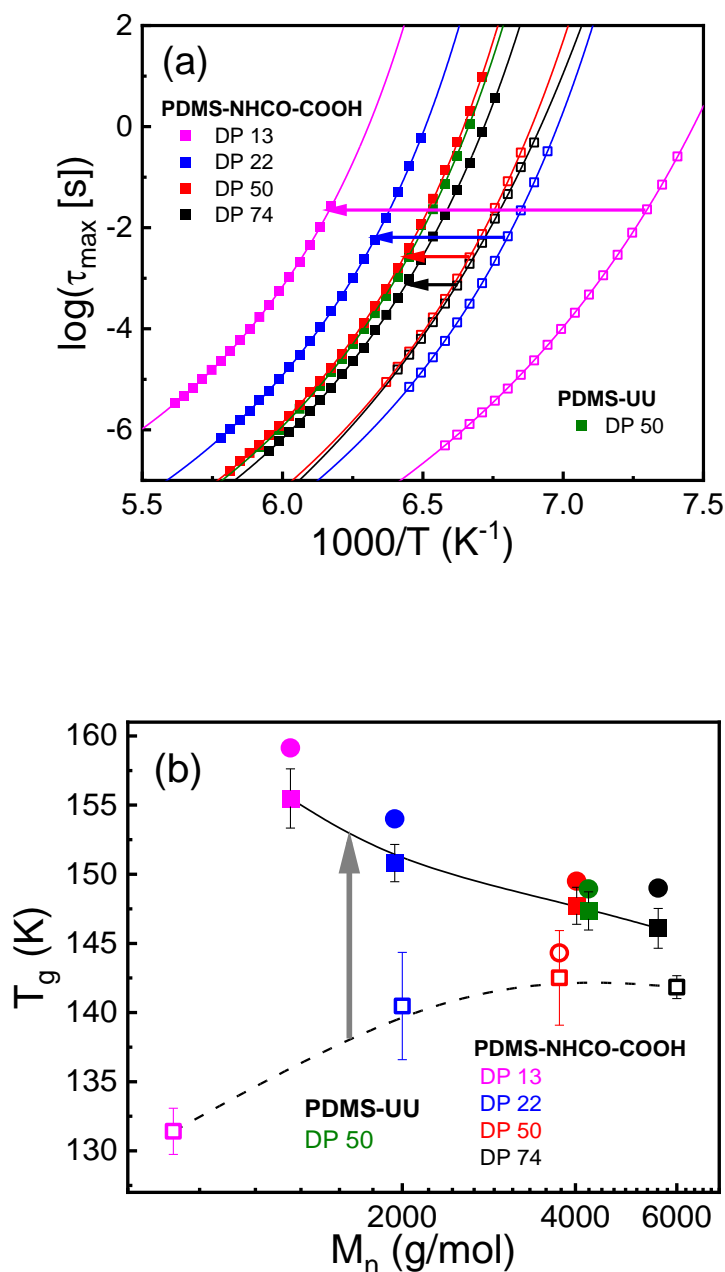 (a)
2
0
-2
-4
-6
log(τmax [s])
PDMS-NHCO-COOH
DP 13
DP 22
DP 50
DP 74
PDMS-UU
DP 50
5.5 6.0 6.5 7.0 7.5
1000/T (K-1)
(b)
160
155
150
145
140
135
130
Tg (K)
PDMS-NHCO-COOH
DP 13
DP 22
DP 50
DP 74
PDMS-UU
DP 50
2000 4000 6000
Mn (g/mol)